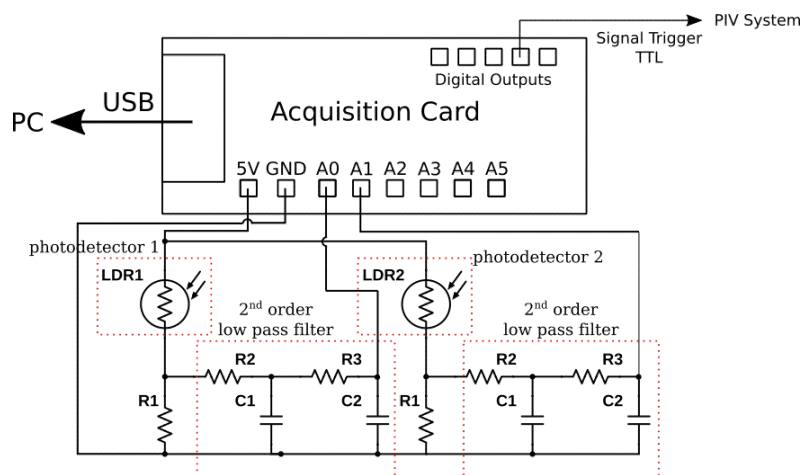 PIV System
Signal Trigger
TTL
Digital Outputs
USB
PC
Acquisition Card
5V GND A0 A1 A2 A3 A4 A5
photodetector 1
photodetector 2
LDR1
LDR2
2nd order
low pass filter
2nd order
low pass filter
R2 R3 R2 R3
R1 C1 C2 R1 C1 C2